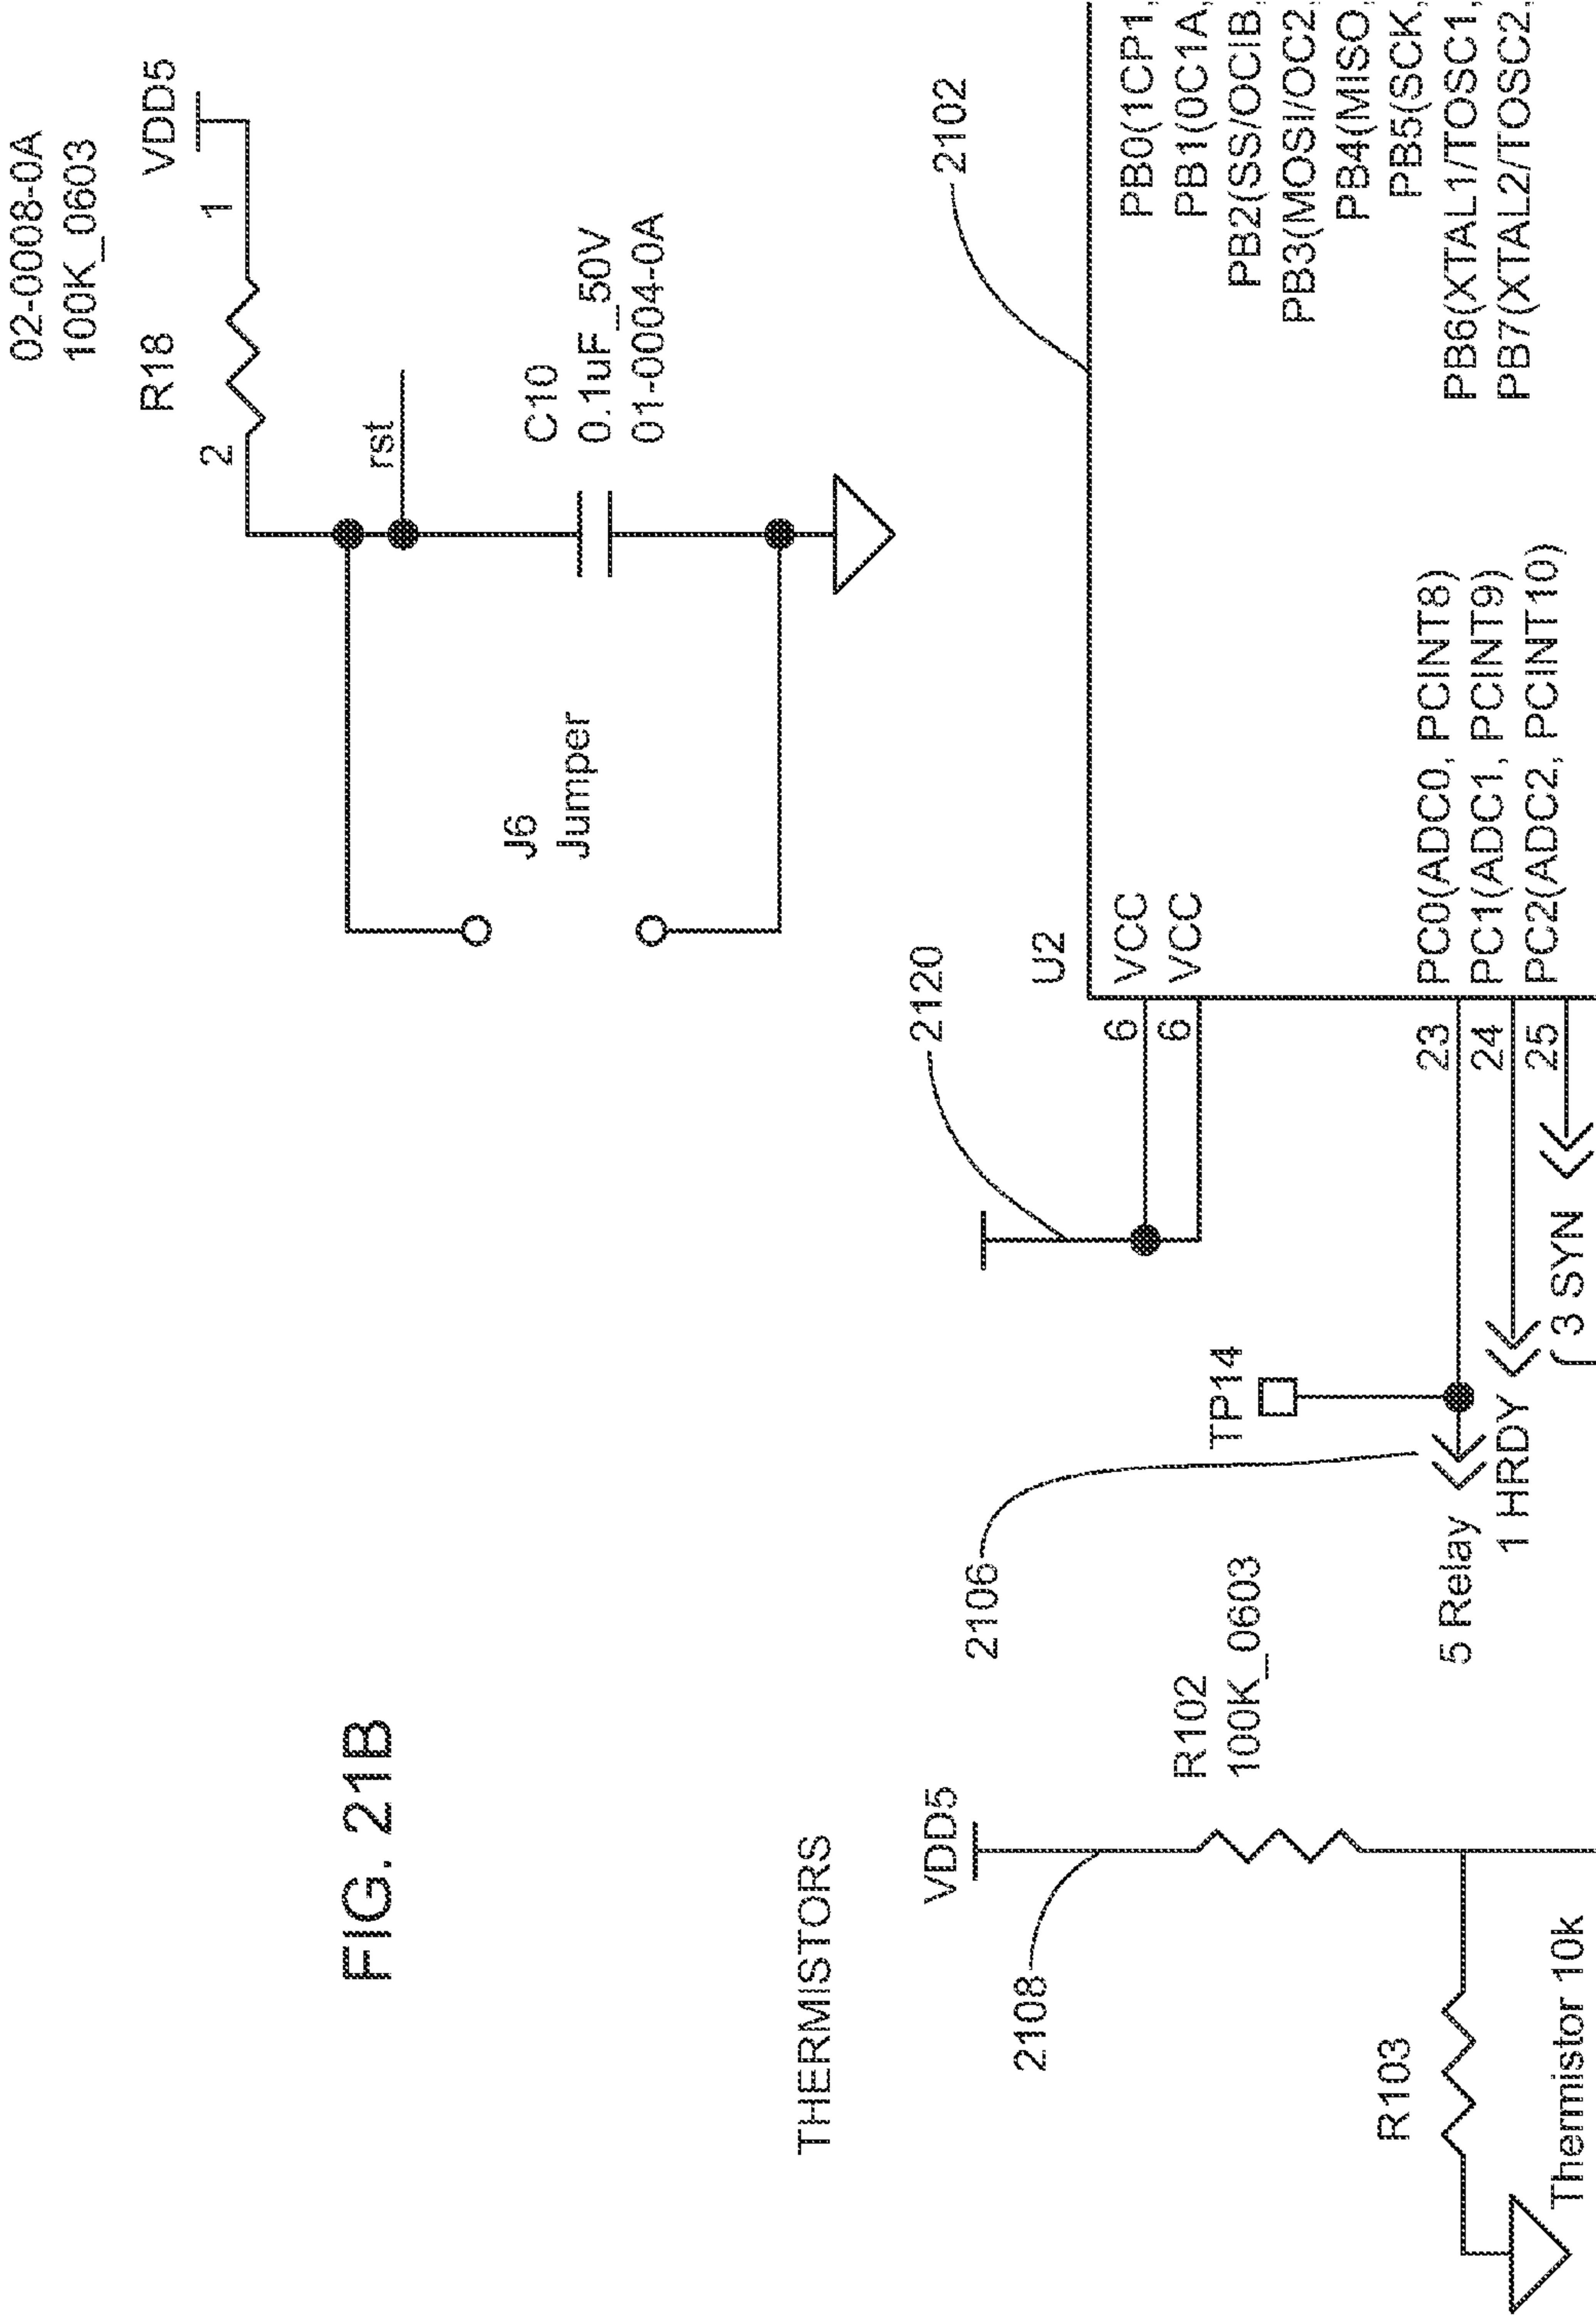 FIG. 21B
02-0008-0A
100K_0603
R18
2
1
VDD5
rst
C10
0.1uF_50V
01-0004-0A
J6
Jumper
THERMISTORS
VDD5
2108
R102
100K_0603
R103
Thermistor 10k
2106
TP14
5 Relay
1 HRDY
3 SYN
2120
U2
2102
6
VCC
6
VCC
23
PC0(ADC0, PCINT8)
24
PC1(ADC1, PCINT9)
25
PC2(ADC2, PCINT10)
PB0(1CP1,
PB1(0C1A,
PB2(SS/OCIB,
PB3(MOSI/OC2,
PB4(MISO,
PB5(SCK,
PB6(XTAL1/TOSC1,
PB7(XTAL2/TOSC2,